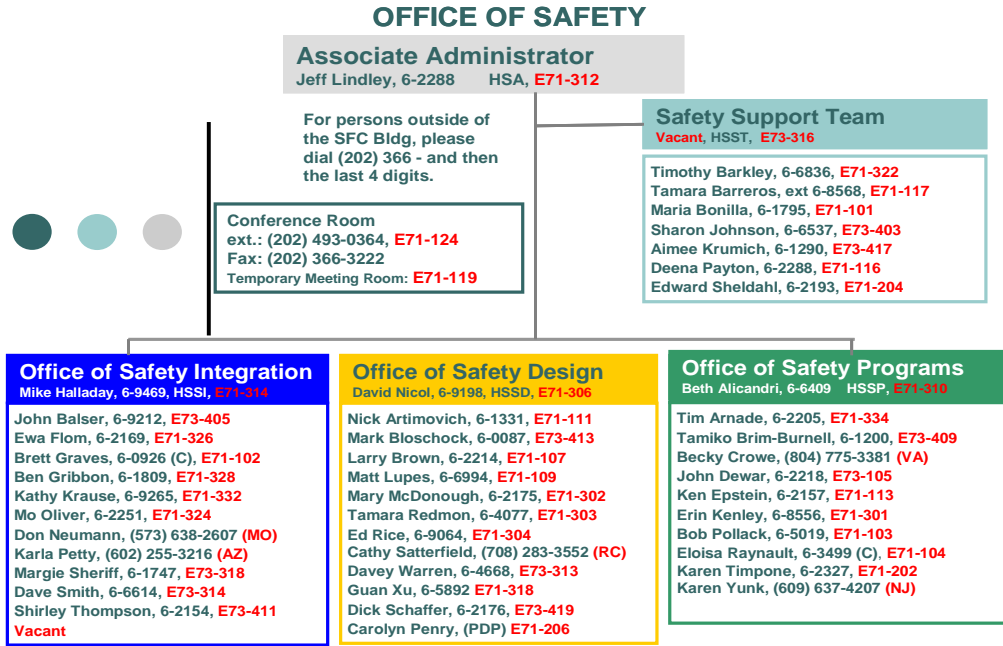 OFFICE OF SAFETY
Associate Administrator
Jeff Lindley, 6-2288 HSA, E71-312
For persons outside of
the SFC Bldg, please
dial (202) 366 - and then
the last 4 digits.
Safety Support Team
Vacant, HSST, E73-316
Timothy Barkley, 6-6836, E71-322
Tamara Barreros, ext 6-8568, E71-117
Maria Bonilla, 6-1795, E71-101
Sharon Johnson, 6-6537, E73-403
Aimee Krumich, 6-1290, E73-417
Deena Payton, 6-2288, E71-116
Edward Sheldahl, 6-2193, E71-204
Conference Room
ext.: (202) 493-0364, E71-124
Fax: (202) 366-3222
Temporary Meeting Room: E71-119
Office of Safety Integration
Mike Halladay, 6-9469, HSSI, E71-314
John Balser, 6-9212, E73-405
Ewa Flom, 6-2169, E71-326
Brett Graves, 6-0926 (C), E71-102
Ben Gribbon, 6-1809, E71-328
Kathy Krause, 6-9265, E71-332
Mo Oliver, 6-2251, E71-324
Don Neumann, (573) 638-2607 (MO)
Karla Petty, (602) 255-3216 (AZ)
Margie Sheriff, 6-1747, E73-318
Dave Smith, 6-6614, E73-314
Shirley Thompson, 6-2154, E73-411
Vacant
Office of Safety Design
David Nicol, 6-9198, HSSD, E71-306
Nick Artimovich, 6-1331, E71-111
Mark Bloschock, 6-0087, E73-413
Larry Brown, 6-2214, E71-107
Matt Lupes, 6-6994, E71-109
Mary McDonough, 6-2175, E71-302
Tamara Redmon, 6-4077, E71-303
Ed Rice, 6-9064, E71-304
Cathy Satterfield, (708) 283-3552 (RC)
Davey Warren, 6-4668, E73-313
Guan Xu, 6-5892 E71-318
Dick Schaffer, 6-2176, E73-419
Carolyn Penry, (PDP) E71-206
Office of Safety Programs
Beth Alicandri, 6-6409 HSSP, E71-310
Tim Arnade, 6-2205, E71-334
Tamiko Brim-Burnell, 6-1200, E73-409
Becky Crowe, (804) 775-3381 (VA)
John Dewar, 6-2218, E73-105
Ken Epstein, 6-2157, E71-113
Erin Kenley, 6-8556, E71-301
Bob Pollack, 6-5019, E71-103
Eloisa Raynault, 6-3499 (C), E71-104
Karen Timpone, 6-2327, E71-202
Karen Yunk, (609) 637-4207 (NJ)